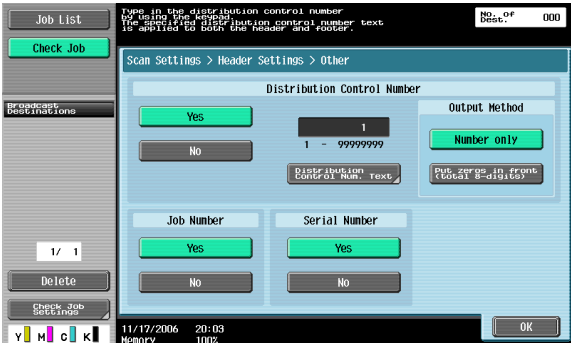 Job List
Check Job
Type in the distribution control number
by using the keypad.
The specified distribution control number text
is applied to both the header and footer.
No. of
Dest.
000
Scan Settings > Header Settings > Other
Broadcast
Destinations
Distribution Control Number
Yes
No
1
1 - 99999999
Distribution
Control Num. Text
Output Method
Number only
Put zeros in front
(total 8-digits)
Job Number
Yes
No
Serial Number
Yes
No
1/ 1
Delete
Check Job
Settings
Y M C K
11/17/2006 20:03
Memory 100%
OK